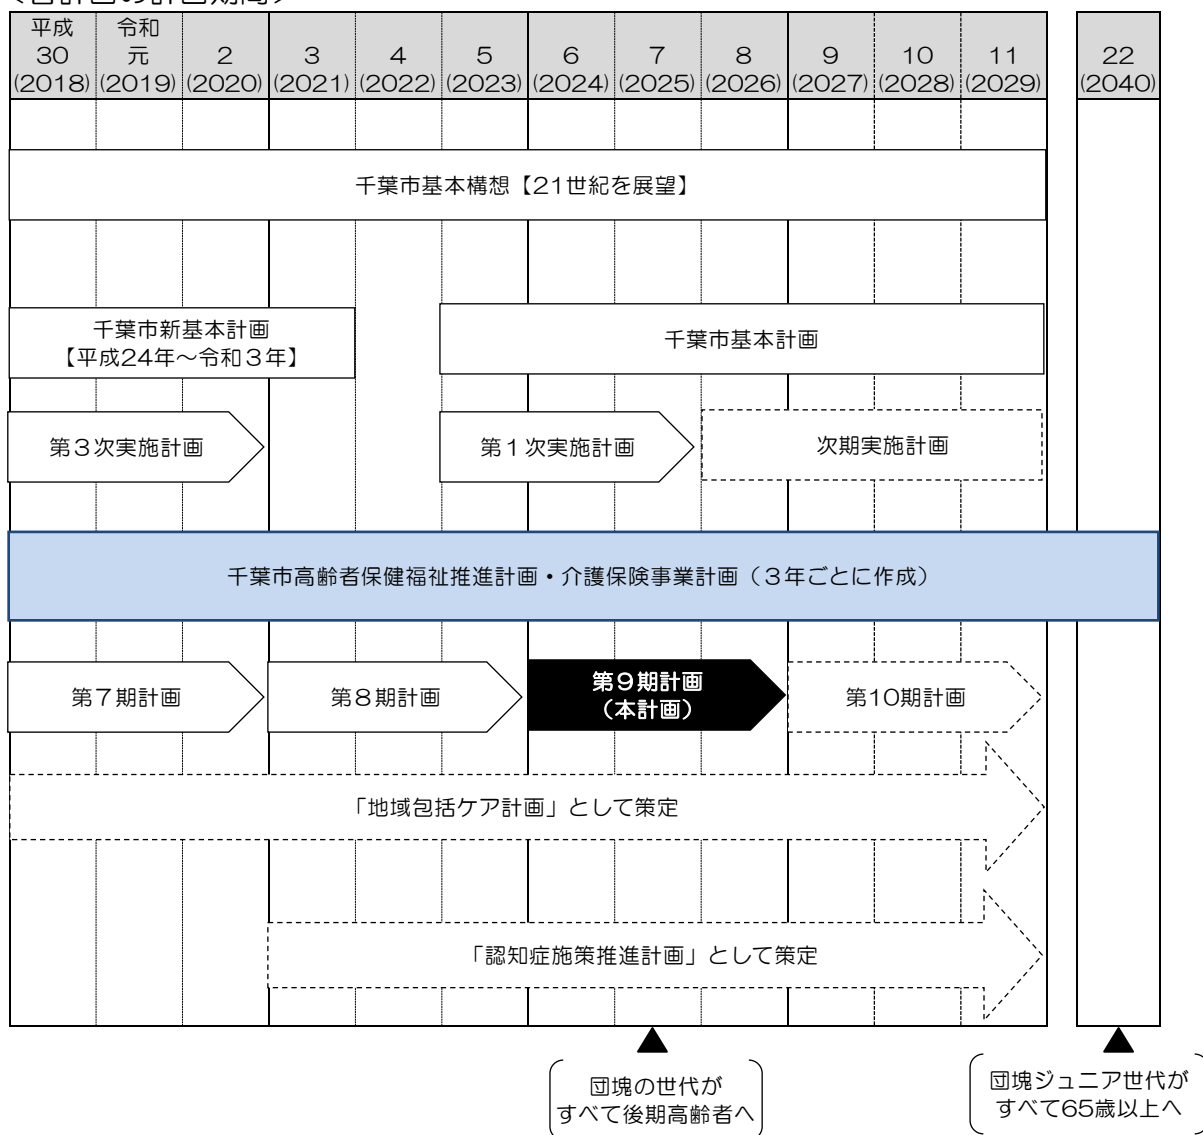 平成
30
(2018)
令和
元
(2019)
2
(2020)
3
(2021)
4
(2022)
5
(2023)
6
(2024)
7
(2025)
8
(2026)
9
(2027)
10
(2028)
11
(2029)
22
(2040)
千葉市基本構想【21世紀を展望】
千葉市新基本計画
【平成24年～令和３年】
千葉市基本計画
第３次実施計画
第１次実施計画
次期実施計画
千葉市高齢者保健福祉推進計画・介護保険事業計画（３年ごとに作成）
第７期計画
第８期計画
第９期計画
（本計画）
第10期計画
「地域包括ケア計画」として策定
「認知症施策推進計画」として策定
団塊の世代が
すべて後期高齢者へ
団塊ジュニア世代が
すべて65歳以上へ